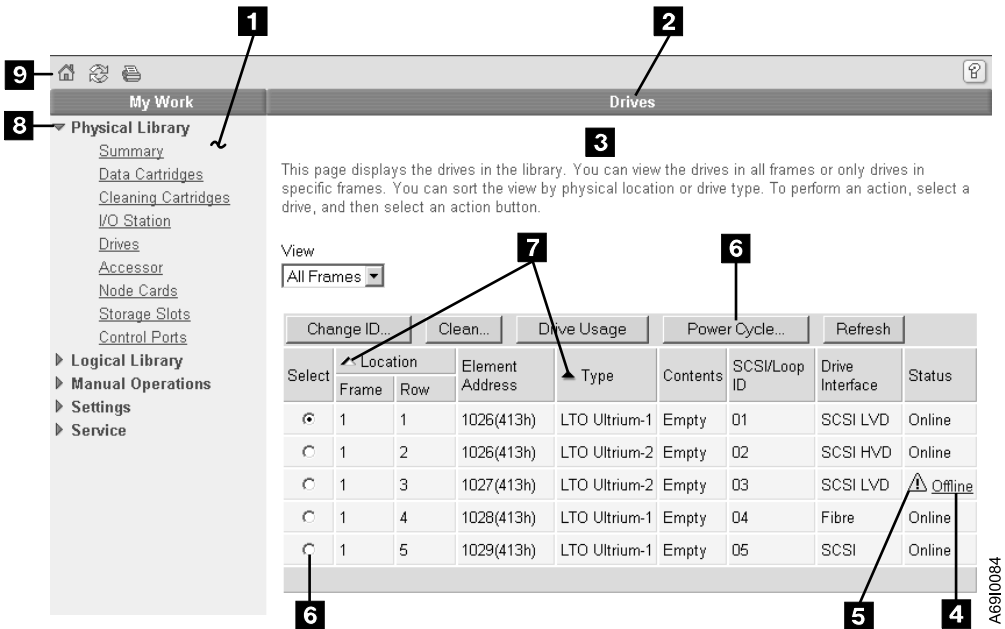 1
2
9
?
My Work
Drives
8
Physical Library
3
Summary
Data Cartridges
Cleaning Cartridges
I/O Station
Drives
Accessor
Node Cards
Storage Slots
Control Ports
Logical Library
Manual Operations
Settings
Service
This page displays the drives in the library. You can view the drives in all frames or only drives in
specific frames. You can sort the view by physical location or drive type. To perform an action, select a
drive, and then select an action button.
View
7
6
All Frames
Change ID... Clean... Drive Usage Power Cycle... Refresh
Select Location Frame Row Element Address Type Contents SCSI/Loop ID Drive Interface Status
1 1 1026(413h) LTO Ultrium-1 Empty 01 SCSI LVD Online
1 2 1026(413h) LTO Ultrium-2 Empty 02 SCSI HVD Online
1 3 1027(413h) LTO Ultrium-2 Empty 03 SCSI LVD Offline
1 4 1028(413h) LTO Ultrium-1 Empty 04 Fibre Online
1 5 1029(413h) LTO Ultrium-1 Empty 05 SCSI Online
6
5
4
A69I0084